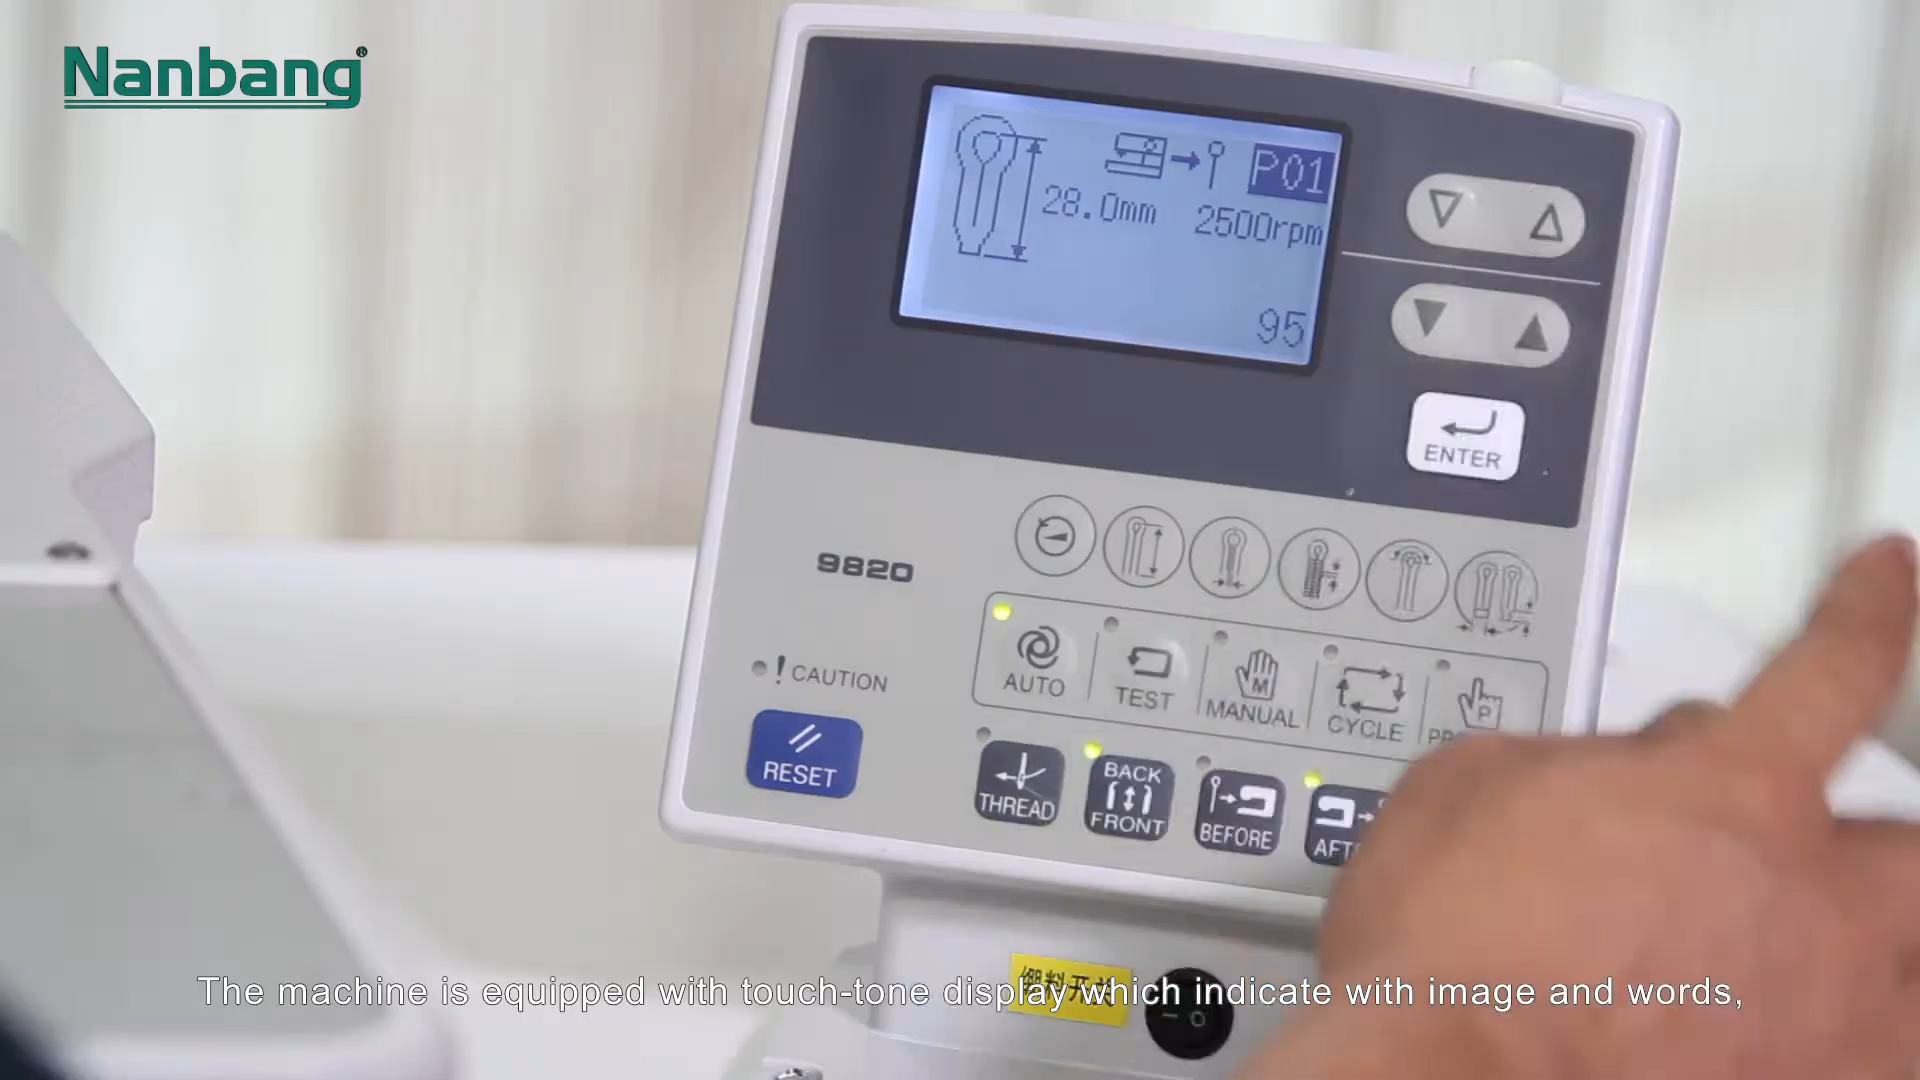 Nanbang®
P01
28.0mm 2500rpm
95
ENTER
9820
AUTO
TEST
MANUAL
CYCLE
! CAUTION
RESET
THREAD
BACK
FRONT
BEFORE
The machine is equipped with touch-tone display which indicate with image and words,